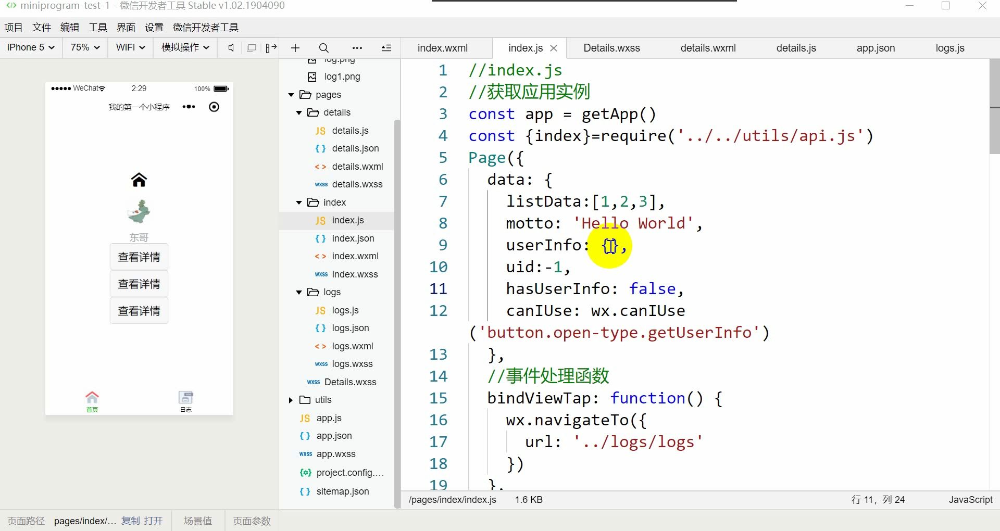 miniprogram-test-1 - 微信开发者工具 Stable v1.02.1904090
项目 文件 编辑 工具 界面 设置 微信开发者工具
iPhone 5 75% WiFi 模拟操作
index.wxml index.js Details.wxss details.wxml details.js app.json logs.js
WeChat 2:29 100%
我的第一个小程序
东哥
查看详情
查看详情
查看详情
首页 日志
log.png
log1.png
pages
details
JS details.js
{ } details.json
< > details.wxml
wxss details.wxss
index
JS index.js
{ } index.json
< > index.wxml
wxss index.wxss
logs
JS logs.js
{ } logs.json
< > logs.wxml
wxss logs.wxss
wxss Details.wxss
utils
JS app.js
{ } app.json
wxss app.wxss
project.config....
{ } sitemap.json
1 //index.js
2 //获取应用实例
3 const app = getApp()
4 const {index}=require('../../utils/api.js')
5 Page({
6 data: {
7 listData:[1,2,3],
8 motto: 'Hello World',
9 userInfo: {},
10 uid:-1,
11 hasUserInfo: false,
12 canIUse: wx.canIUse
('button.open-type.getUserInfo')
13 },
14 //事件处理函数
15 bindViewTap: function() {
16 wx.navigateTo({
17 url: '../logs/logs'
18 })
19 },
/pages/index/index.js 1.6 KB 行 11，列 24 JavaScript
页面路径 pages/index/... 复制 打开 场景值 页面参数